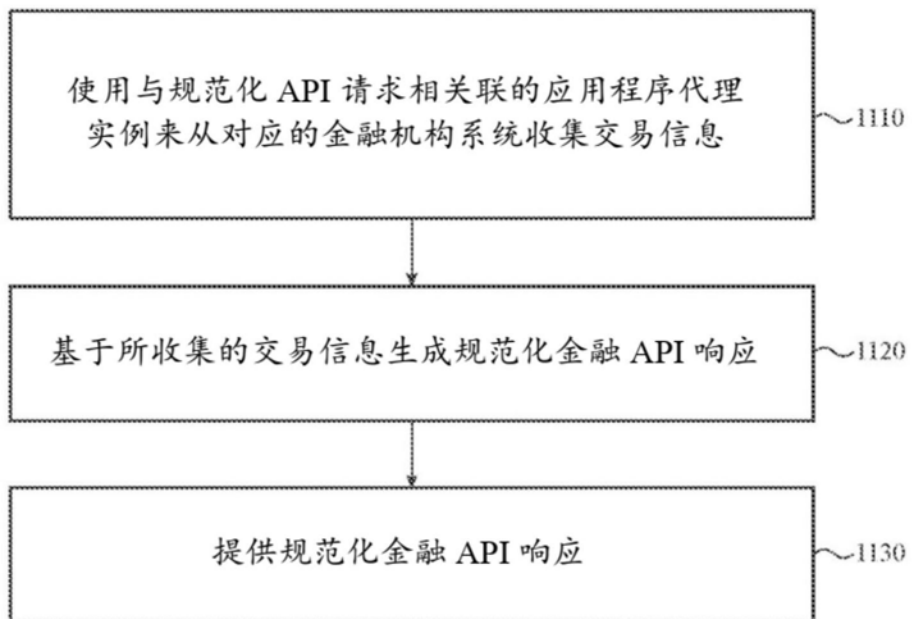 使用与规范化 API 请求相关联的应用程序代理
实例来从对应的金融机构系统收集交易信息
1110
基于所收集的交易信息生成规范化金融 API 响应
1120
提供规范化金融 API 响应
1130